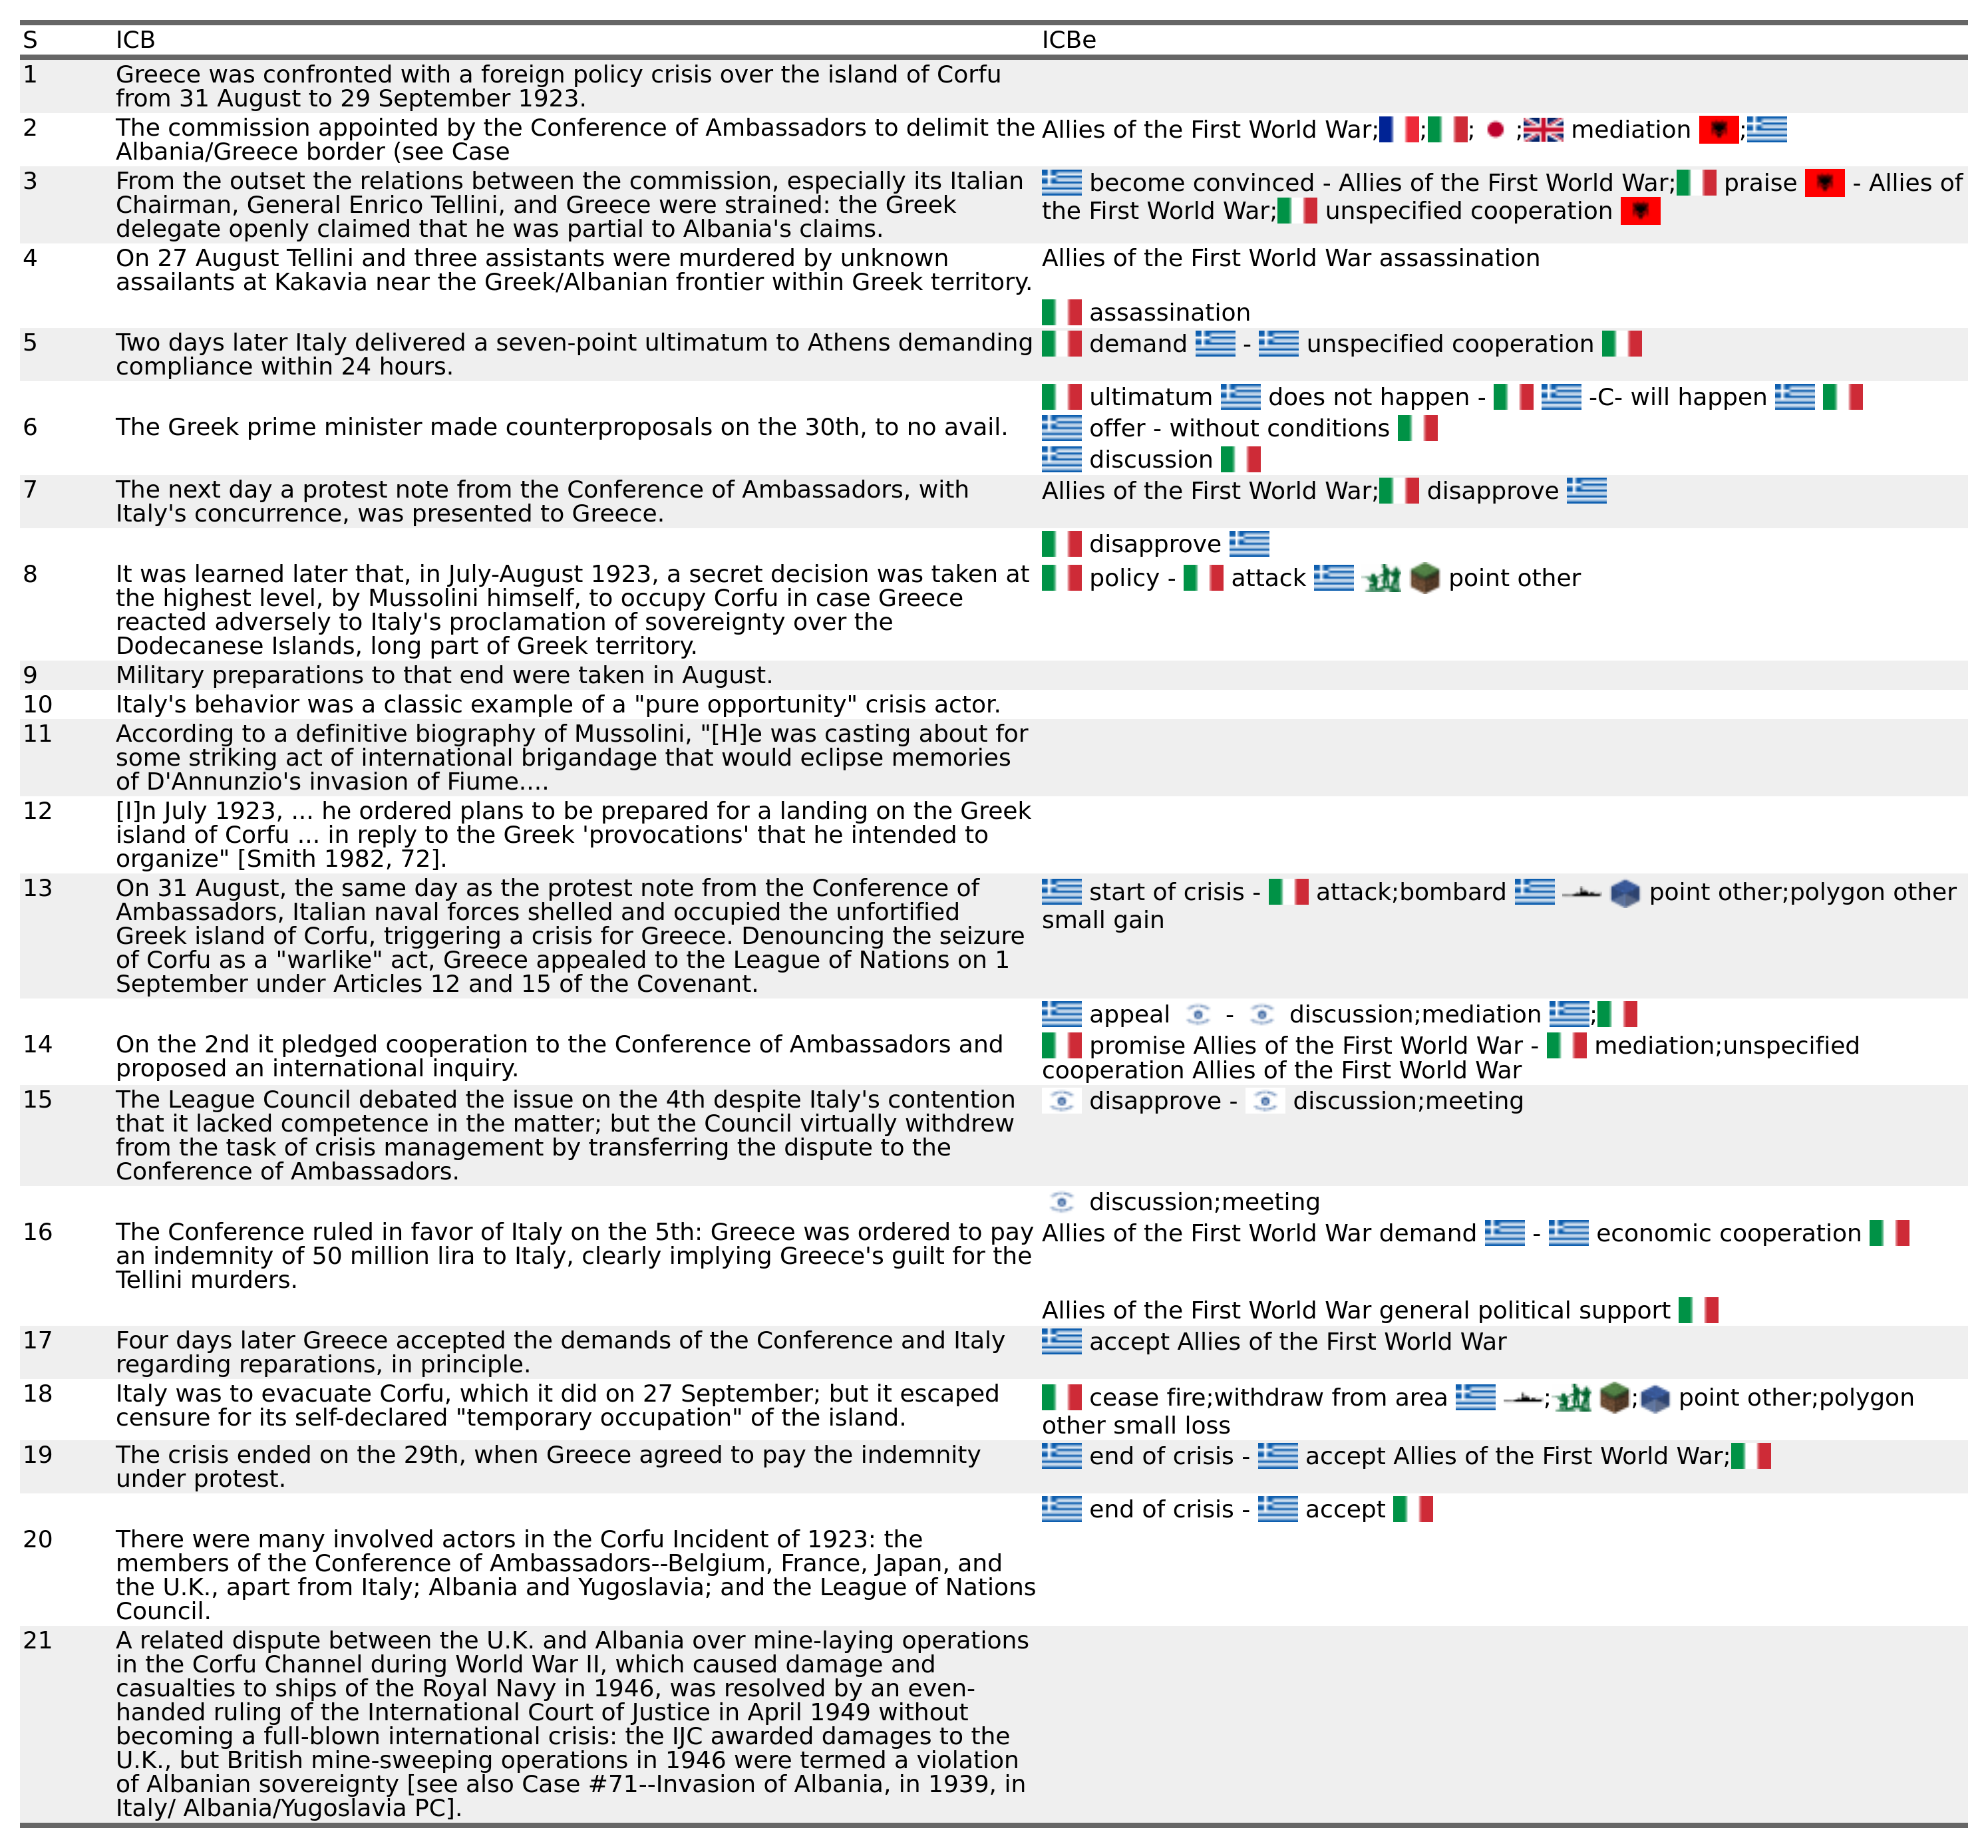 S ICB ICBe
1 Greece was confronted with a foreign policy crisis over the island of Corfu
from 31 August to 29 September 1923.
2 The commission appointed by the Conference of Ambassadors to delimit the Allies of the First World War; ; ; ; mediation ;
Albania/Greece border (see Case
3 From the outset the relations between the commission, especially its Italian become convinced - Allies of the First World War; praise - Allies of
Chairman, General Enrico Tellini, and Greece were strained: the Greek the First World War; unspecified cooperation
delegate openly claimed that he was partial to Albania's claims.
4 On 27 August Tellini and three assistants were murdered by unknown Allies of the First World War assassination
assailants at Kakavia near the Greek/Albanian frontier within Greek territory.
assassination
5 Two days later Italy delivered a seven-point ultimatum to Athens demanding demand - unspecified cooperation
compliance within 24 hours.
ultimatum does not happen - -C- will happen
6 The Greek prime minister made counterproposals on the 30th, to no avail. offer - without conditions
discussion
7 The next day a protest note from the Conference of Ambassadors, with Allies of the First World War; disapprove
Italy's concurrence, was presented to Greece.
disapprove
8 It was learned later that, in July-August 1923, a secret decision was taken at policy - attack point other
the highest level, by Mussolini himself, to occupy Corfu in case Greece
reacted adversely to Italy's proclamation of sovereignty over the
Dodecanese Islands, long part of Greek territory.
9 Military preparations to that end were taken in August.
10 Italy's behavior was a classic example of a "pure opportunity" crisis actor.
11 According to a definitive biography of Mussolini, "[H]e was casting about for
some striking act of international brigandage that would eclipse memories
of D'Annunzio's invasion of Fiume....
12 [I]n July 1923, ... he ordered plans to be prepared for a landing on the Greek
island of Corfu ... in reply to the Greek 'provocations' that he intended to
organize" [Smith 1982, 72].
13 On 31 August, the same day as the protest note from the Conference of start of crisis - attack;bombard point other;polygon other
Ambassadors, Italian naval forces shelled and occupied the unfortified small gain
Greek island of Corfu, triggering a crisis for Greece. Denouncing the seizure
of Corfu as a "warlike" act, Greece appealed to the League of Nations on 1
September under Articles 12 and 15 of the Covenant.
appeal - discussion;mediation ;
14 On the 2nd it pledged cooperation to the Conference of Ambassadors and promise Allies of the First World War - mediation;unspecified
proposed an international inquiry. cooperation Allies of the First World War
15 The League Council debated the issue on the 4th despite Italy's contention disapprove - discussion;meeting
that it lacked competence in the matter; but the Council virtually withdrew
from the task of crisis management by transferring the dispute to the
Conference of Ambassadors.
discussion;meeting
16 The Conference ruled in favor of Italy on the 5th: Greece was ordered to pay Allies of the First World War demand - economic cooperation
an indemnity of 50 million lira to Italy, clearly implying Greece's guilt for the
Tellini murders.
Allies of the First World War general political support
17 Four days later Greece accepted the demands of the Conference and Italy accept Allies of the First World War
regarding reparations, in principle.
18 Italy was to evacuate Corfu, which it did on 27 September; but it escaped cease fire;withdraw from area ; ; point other;polygon
censure for its self-declared "temporary occupation" of the island. other small loss
19 The crisis ended on the 29th, when Greece agreed to pay the indemnity end of crisis - accept Allies of the First World War;
under protest.
end of crisis - accept
20 There were many involved actors in the Corfu Incident of 1923: the
members of the Conference of Ambassadors--Belgium, France, Japan, and
the U.K., apart from Italy; Albania and Yugoslavia; and the League of Nations
Council.
21 A related dispute between the U.K. and Albania over mine-laying operations
in the Corfu Channel during World War II, which caused damage and
casualties to ships of the Royal Navy in 1946, was resolved by an even-
handed ruling of the International Court of Justice in April 1949 without
becoming a full-blown international crisis: the IJC awarded damages to the
U.K., but British mine-sweeping operations in 1946 were termed a violation
of Albanian sovereignty [see also Case #71--Invasion of Albania, in 1939, in
Italy/ Albania/Yugoslavia PC].